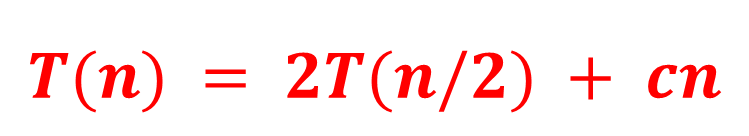 T(n) = 2T(n/2) + cn